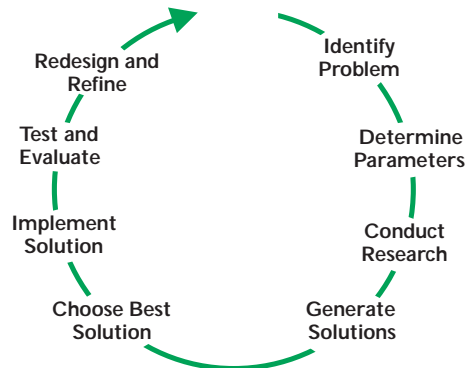 Identify
Problem
Determine
Parameters
Conduct
Research
Generate
Solutions
Choose Best
Solution
Implement
Solution
Test and
Evaluate
Redesign and
Refine